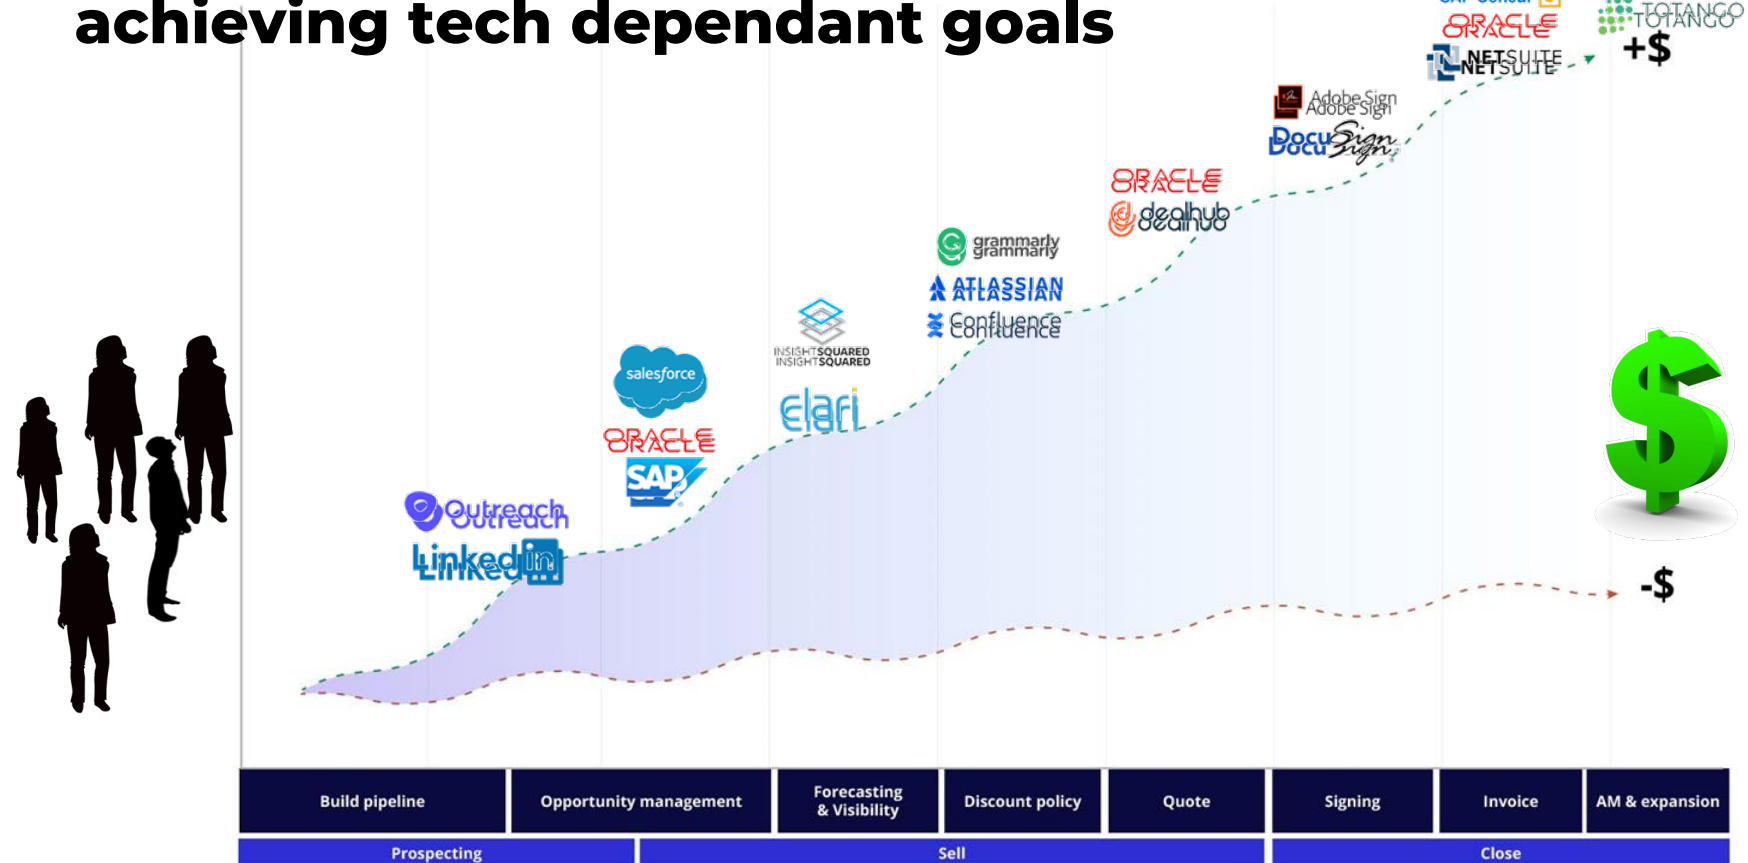 achieving tech dependant goals
SAP Concur
ORACLE
NETSUITE
TOTANGO
+$
Adobe Sign
DocuSign
ORACLE
dealhub
grammarly
ATLASSIAN
Confluence
INSIGHTSQUARED
clari
salesforce
ORACLE
SAP
Outreach
LinkedIn
$
-$
Build pipeline
Opportunity management
Forecasting
& Visibility
Discount policy
Quote
Signing
Invoice
AM & expansion
Prospecting
Sell
Close